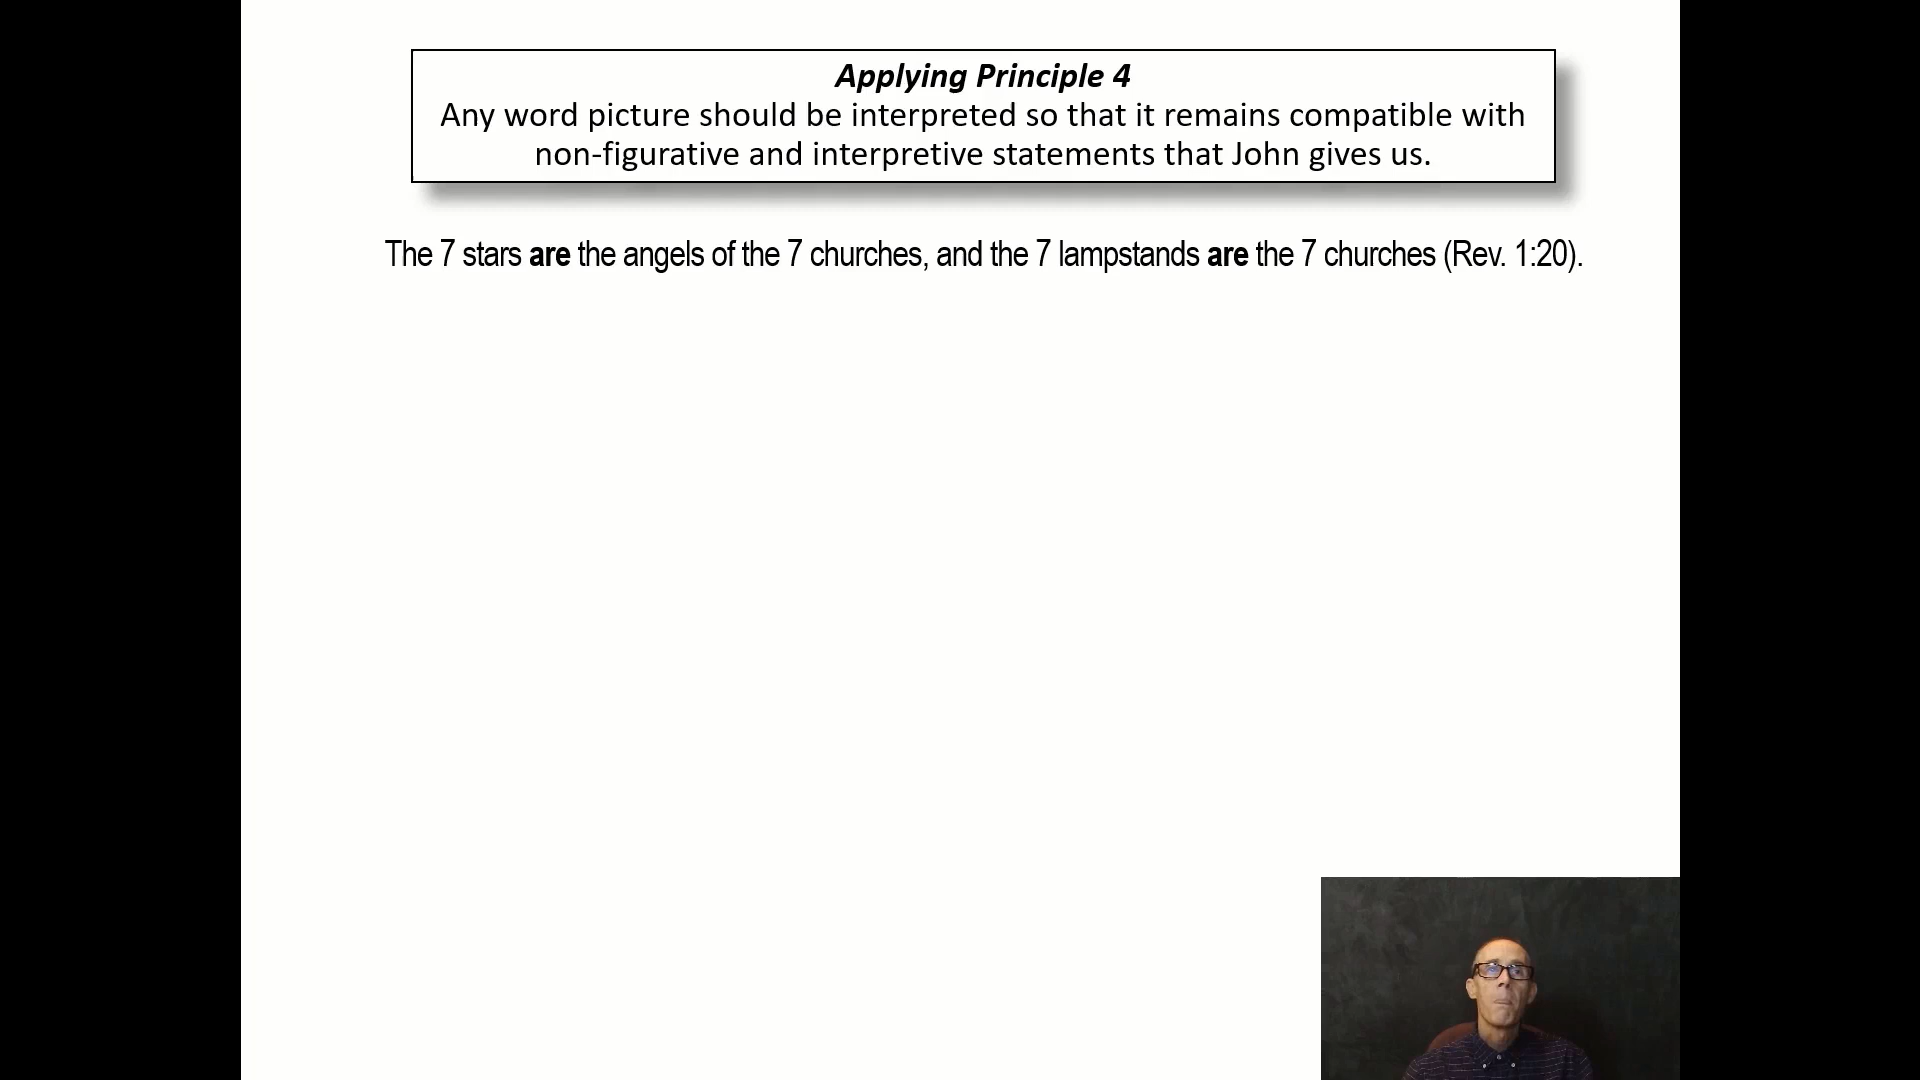 Applying Principle 4
Any word picture should be interpreted so that it remains compatible with
non-figurative and interpretive statements that John gives us.
The 7 stars are the angels of the 7 churches, and the 7 lampstands are the 7 churches (Rev. 1:20).